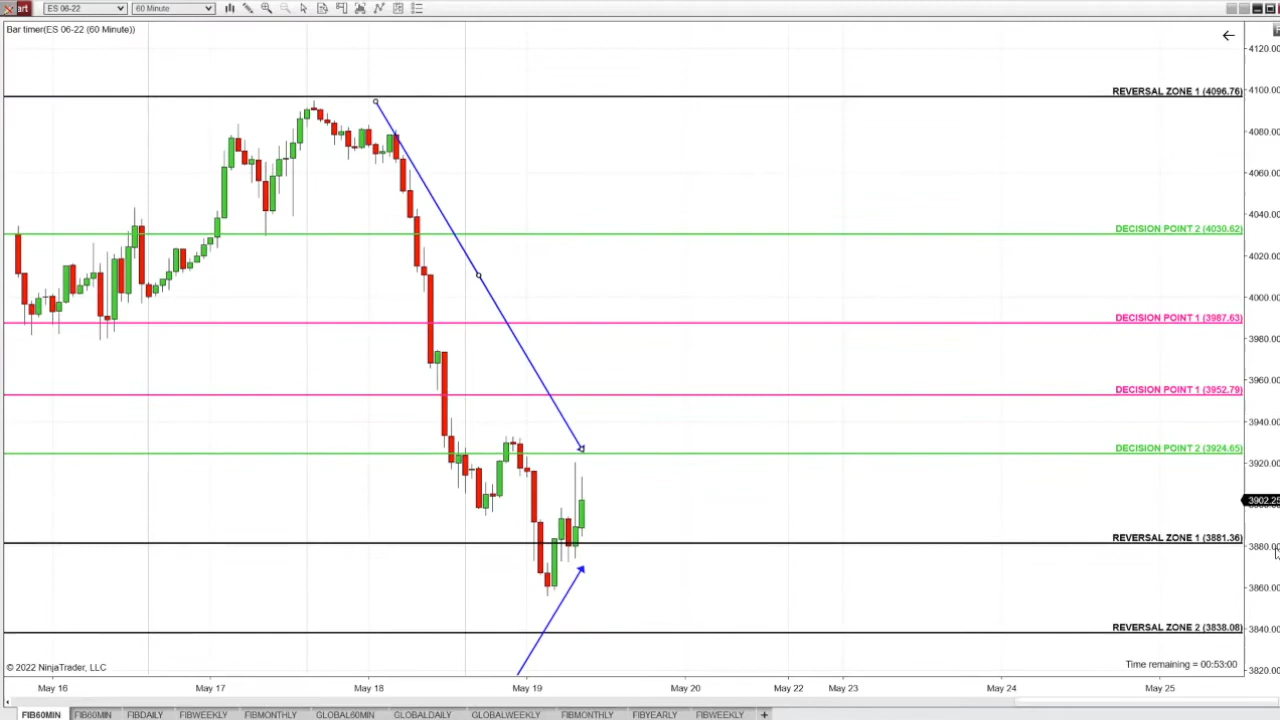 art ES 06-22 60 Minute
Bar timer(ES 06-22 (60 Minute))
4120.00
REVERSAL ZONE 1 (4096.76)
4100.00
4080.00
4060.00
4040.00
DECISION POINT 2 (4030.62)
4020.00
4000.00
DECISION POINT 1 (3987.63)
3980.00
DECISION POINT 1 (3952.79)
3960.00
3940.00
DECISION POINT 2 (3924.65)
3920.00
3902.25
REVERSAL ZONE 1 (3881.36)
3880.00
3860.00
REVERSAL ZONE 2 (3838.08)
3840.00
© 2022 NinjaTrader, LLC
Time remaining = 00:53:00
3820.00
May 16 May 17 May 18 May 19 May 20 May 22 May 23 May 24 May 25
FIB60MIN FIB60MIN FIBDAILY FIBWEEKLY FIBMONTHLY GLOBAL60MIN GLOBALDAILY GLOBALWEEKLY FIBMONTHLY FIBYEARLY FIBWEEKLY +